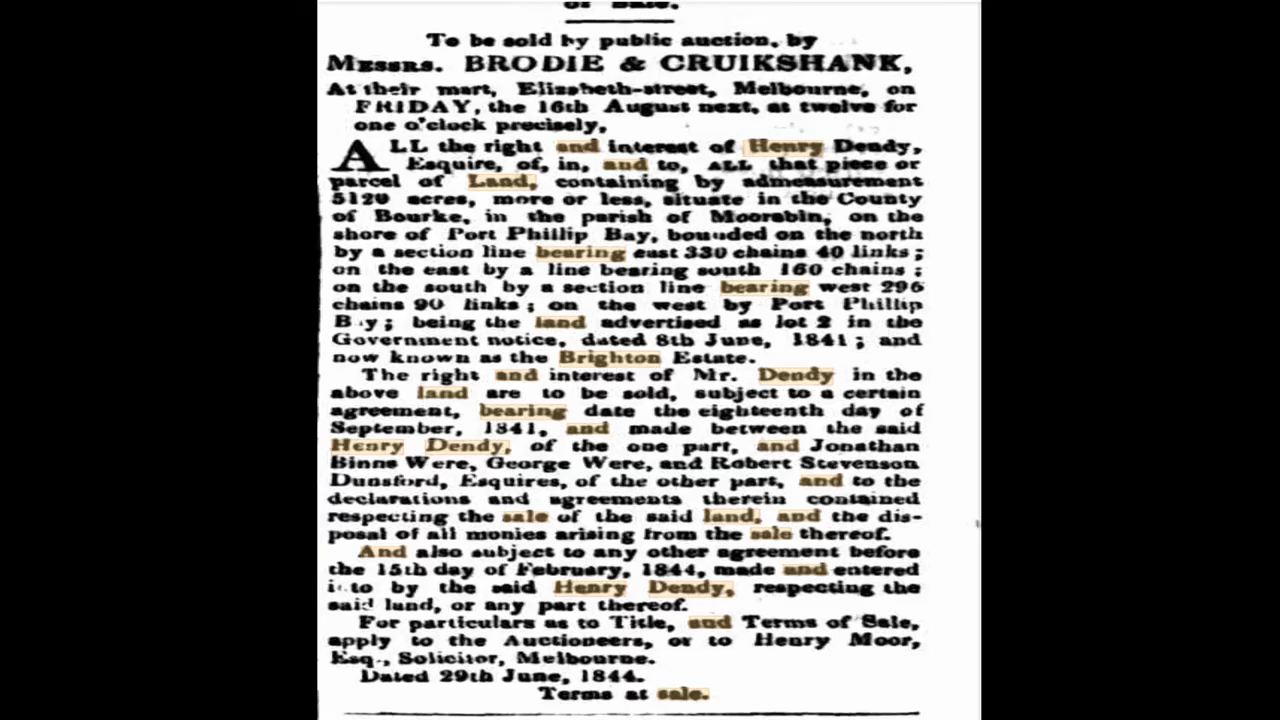 of Sale.
To be sold by public auction, by
MESSRS. BRODIE & CRUIKSHANK,
At their mart, Elizabeth-street, Melbourne, on
FRIDAY, the 16th August next, at twelve for
one o'clock precisely,
ALL the right and interest of Henry Dendy,
Esquire, of, in, and to, ALL that piece or
parcel of Land, containing by admeasurement
5120 acres, more or less, situate in the County
of Bourke, in the parish of Moorabin, on the
shore of Port Phillip Bay, bounded on the north
by a section line bearing east 330 chains 40 links;
on the east by a line bearing south 160 chains;
on the south by a section line bearing west 296
chains 90 links; on the west by Port Phillip
B y; being the land advertised as lot 2 in the
Government notice, dated 8th June, 1841; and
now known as the Brighton Estate.
The right and interest of Mr. Dendy in the
above land are to be sold, subject to a certain
agreement, bearing date the eighteenth day of
September, 1841, and made between the said
Henry Dendy, of the one part, and Jonathan
Binns Were, George Were, and Robert Stevenson
Dunsford, Esquires, of the other part, and to the
declarations and agreements therein contained
respecting the sale of the said land, and the dis-
posal of all monies arising from the sale thereof.
And also subject to any other agreement before
the 15th day of February, 1844, made and entered
into by the said Henry Dendy, respecting the
said land, or any part thereof.
For particulars as to Title, and Terms of Sale,
apply to the Auctioneers, or to Henry Moor,
Esq., Solicitor, Melbourne.
Dated 29th June, 1844.
Terms at sale.